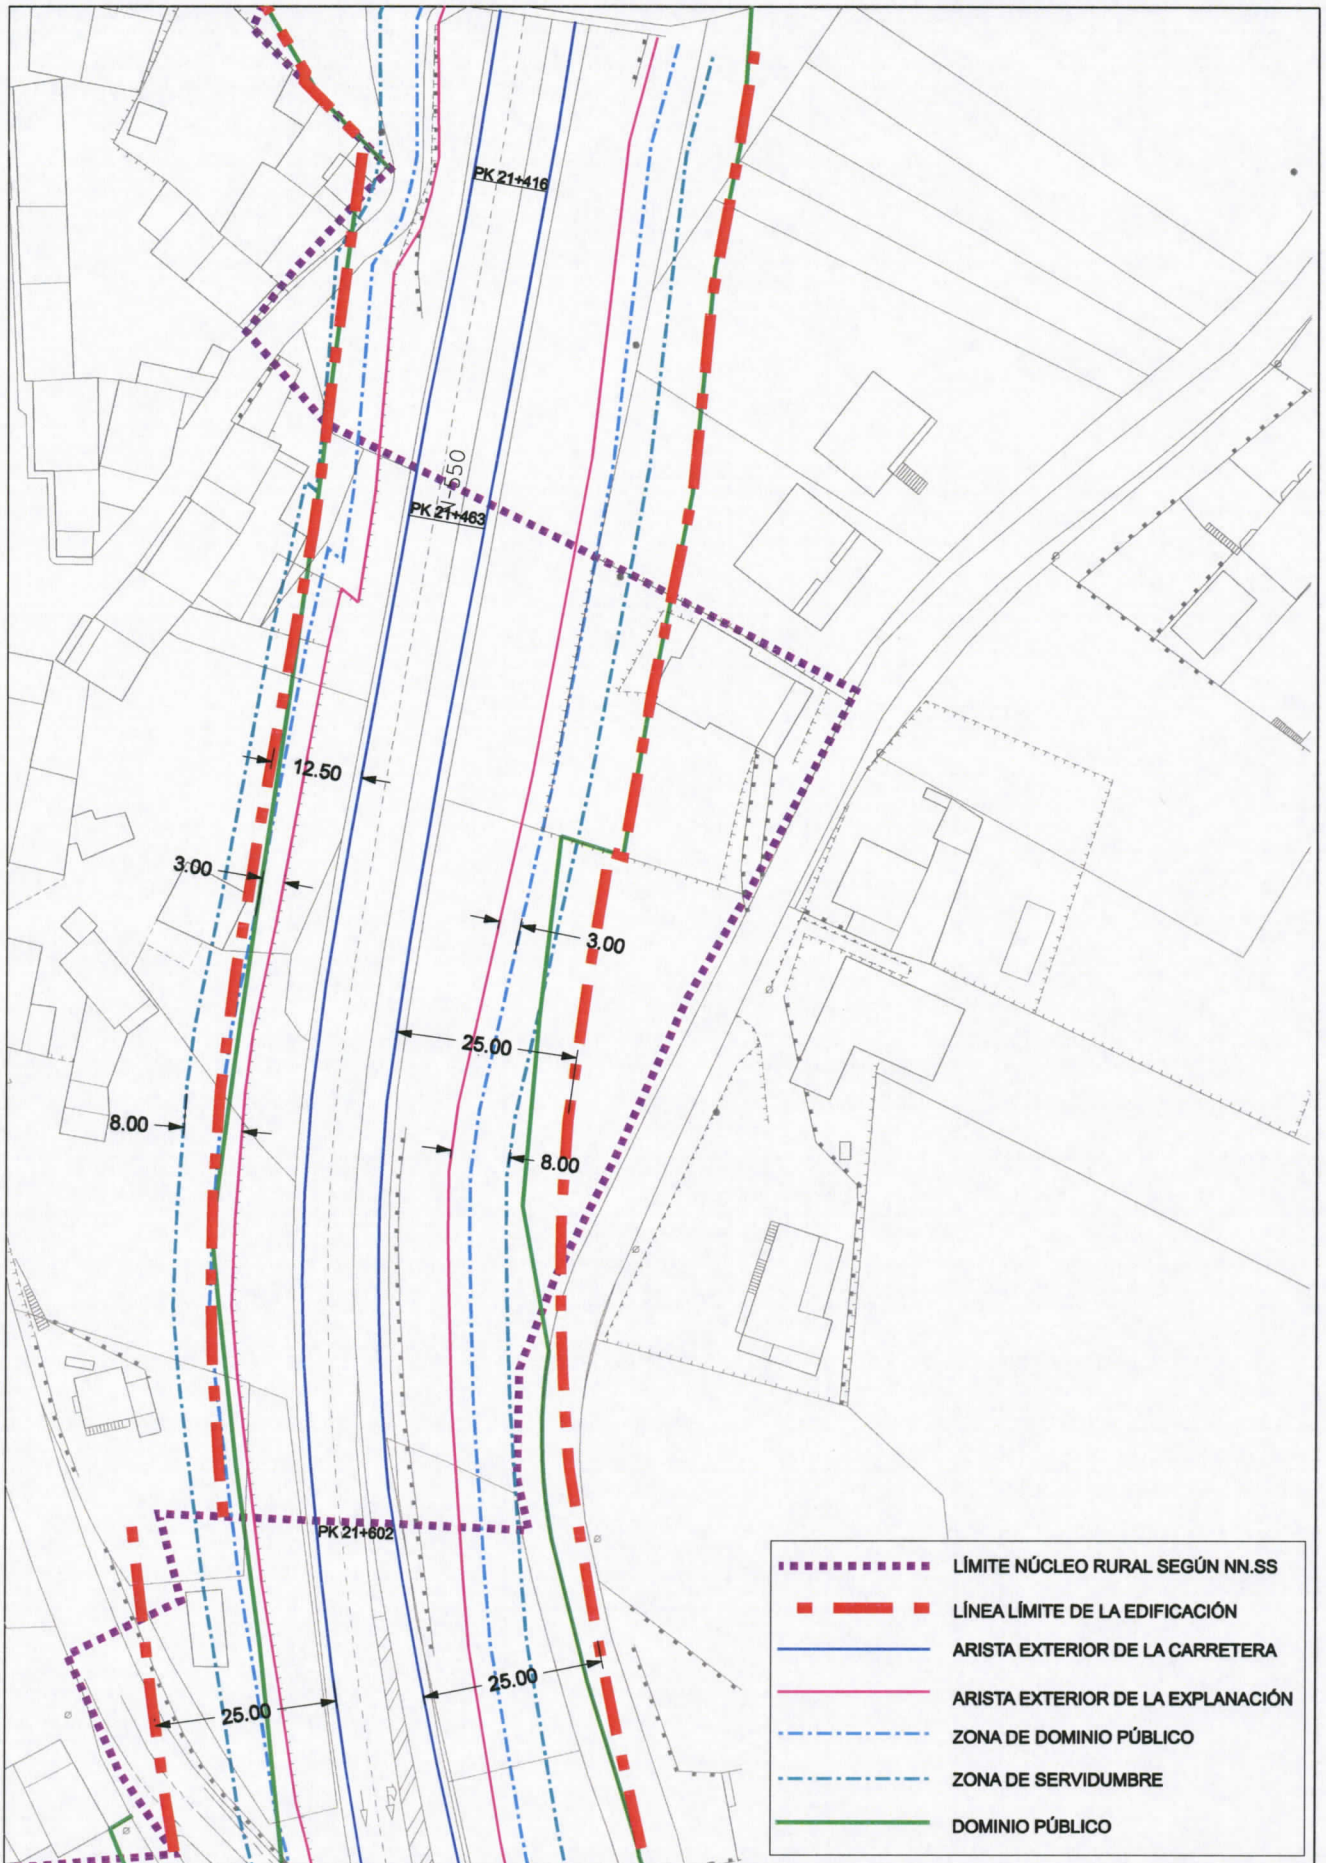 PK 21+416
N-550
PK 21+463
12.50
3.00
3.00
25.00
8.00
8.00
PK 21+602
25.00
25.00
LÍMITE NÚCLEO RURAL SEGÚN NN.SS
LÍNEA LÍMITE DE LA EDIFICACIÓN
ARISTA EXTERIOR DE LA CARRETERA
ARISTA EXTERIOR DE LA EXPLANACIÓN
ZONA DE DOMINIO PÚBLICO
ZONA DE SERVIDUMBRE
DOMINIO PÚBLICO